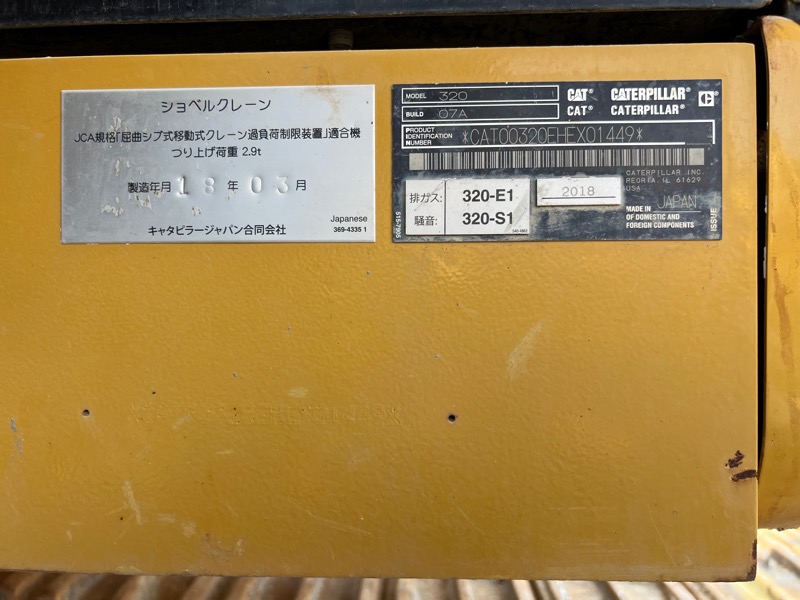 ショベルクレーン
JCA規格「屈曲ジブ式移動式クレーン過負荷制限装置」適合機
つり上げ荷重 2.9t
製造年月 18 年 03 月
Japanese
キャタピラージャパン合同会社
369-4335 1
MODEL 320
CAT® CATERPILLAR®
BUILD 07A
CAT® CATERPILLAR®
PRODUCT IDENTIFICATION NUMBER *CAT00320EHEX01449*
CATERPILLAR INC.
PEORIA IL 61629
USA
排ガス: 320-E1
騒音: 320-S1
2018
MADE IN JAPAN
OF DOMESTIC AND
FOREIGN COMPONENTS
ISSUE